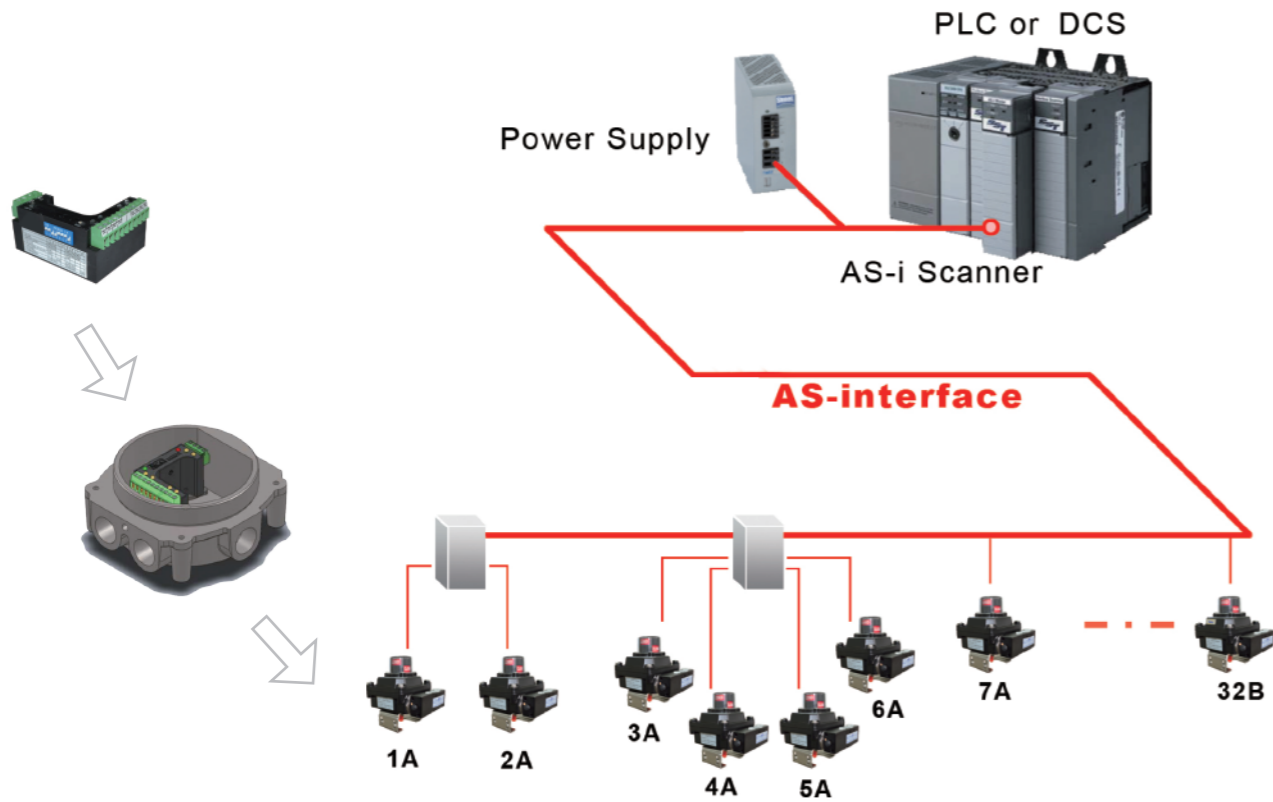 PLC or DCS
Power Supply
AS-i Scanner
AS-interface
1A
2A
3A
4A
5A
6A
7A
32B